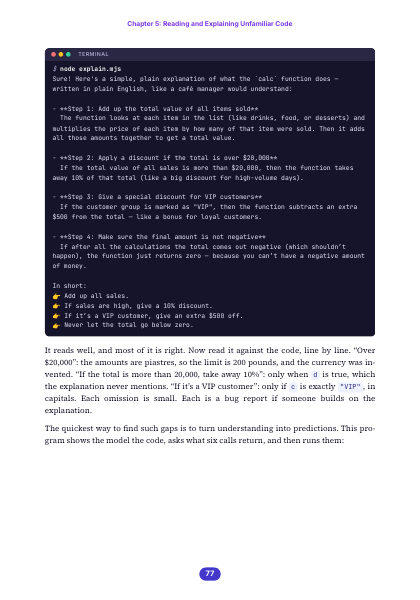 Chapter 5: Reading and Explaining Unfamiliar Code
TERMINAL
$ node explain.mjs
Sure! Here's a simple, plain explanation of what the `calc` function does —
written in plain English, like a café manager would understand:
- **Step 1: Add up the total value of all items sold**
The function looks at each item in the list (like drinks, food, or desserts) and
multiplies the price of each item by how many of that item were sold. Then it adds
all those amounts together to get a total value.
- **Step 2: Apply a discount if the total is over $20,000**
If the total value of all sales is more than $20,000, then the function takes
away 10% of that total (like a big discount for high-volume days).
- **Step 3: Give a special discount for VIP customers**
If the customer group is marked as "VIP", then the function subtracts an extra
$500 from the total — like a bonus for loyal customers.
- **Step 4: Make sure the final amount is not negative**
If after all the calculations the total comes out negative (which shouldn't
happen), the function just returns zero — because you can't have a negative amount
of money.
In short:
👉 Add up all sales.
👉 If sales are high, give a 10% discount.
👉 If it's a VIP customer, give an extra $500 off.
👉 Never let the total go below zero.
It reads well, and most of it is right. Now read it against the code, line by line. “Over
$20,000”: the amounts are piastres, so the limit is 200 pounds, and the currency was in-
vented. “If the total is more than 20,000, take away 10%”: only when d is true, which
the explanation never mentions. “If it’s a VIP customer”: only if c is exactly "VIP", in
capitals. Each omission is small. Each is a bug report if someone builds on the
explanation.
The quickest way to find such gaps is to turn understanding into predictions. This pro-
gram shows the model the code, asks what six calls return, and then runs them:
77